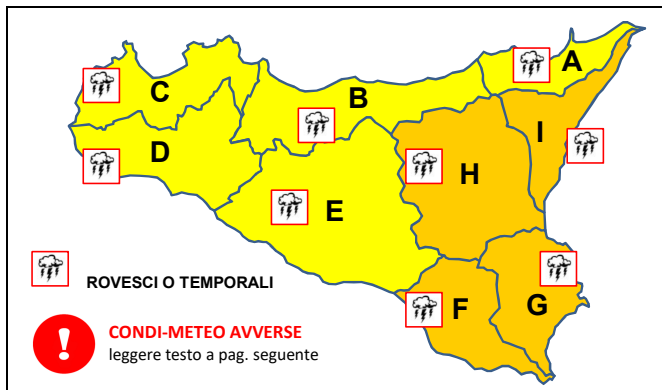 A
C
B
I
D
H
E
ROVESCI O TEMPORALI
F
G
CONDI-METEO AVVERSE
leggere testo a pag. seguente